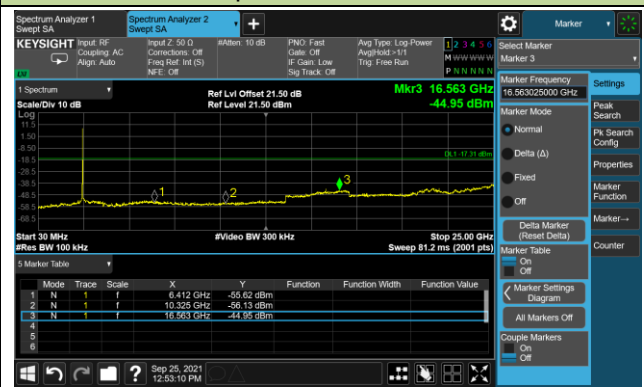 Spectrum Analyzer 1
Swept SA
Spectrum Analyzer 2
Swept SA
Marker
KEYSIGHT
Input: RF
Coupling: AC
Align: Auto
Input Z: 50 Ω
Corrections: Off
Freq Ref: Int (S)
NFE: Off
#Atten: 10 dB
PNO: Fast
Gate: Off
IF Gain: Low
Sig Track: Off
Avg Type: Log-Power
Avg|Hold:>1/1
Trig: Free Run
1 2 3 4 5 6
M W W W W W
P N N N N N
Select Marker
Marker 3
1 Spectrum
Scale/Div 10 dB
Log
Ref Lvl Offset 21.50 dB
Ref Level 21.50 dBm
Mkr3 16.563 GHz
-44.95 dBm
11.5
1.50
-8.50
-18.5
-28.5
-38.5
-48.5
-58.5
-68.5
DL1 -17.31 dBm
1
2
3
Start 30 MHz
#Res BW 100 kHz
#Video BW 300 kHz
Stop 25.00 GHz
Sweep 81.2 ms (2001 pts)
5 Marker Table
Mode Trace Scale X Y Function Function Width Function Value
1 N 1 f 6.412 GHz -55.62 dBm
2 N 1 f 10.325 GHz -56.13 dBm
3 N 1 f 16.563 GHz -44.95 dBm
4
5
6
Marker Frequency
16.563025000 GHz
Marker Mode
Normal
Delta (Δ)
Fixed
Off
Delta Marker
(Reset Delta)
Marker Table
On
Off
Marker Settings
Diagram
All Markers Off
Couple Markers
On
Off
Settings
Peak
Search
Pk Search
Config
Properties
Marker
Function
Marker→
Counter
Sep 25, 2021
12:53:10 PM